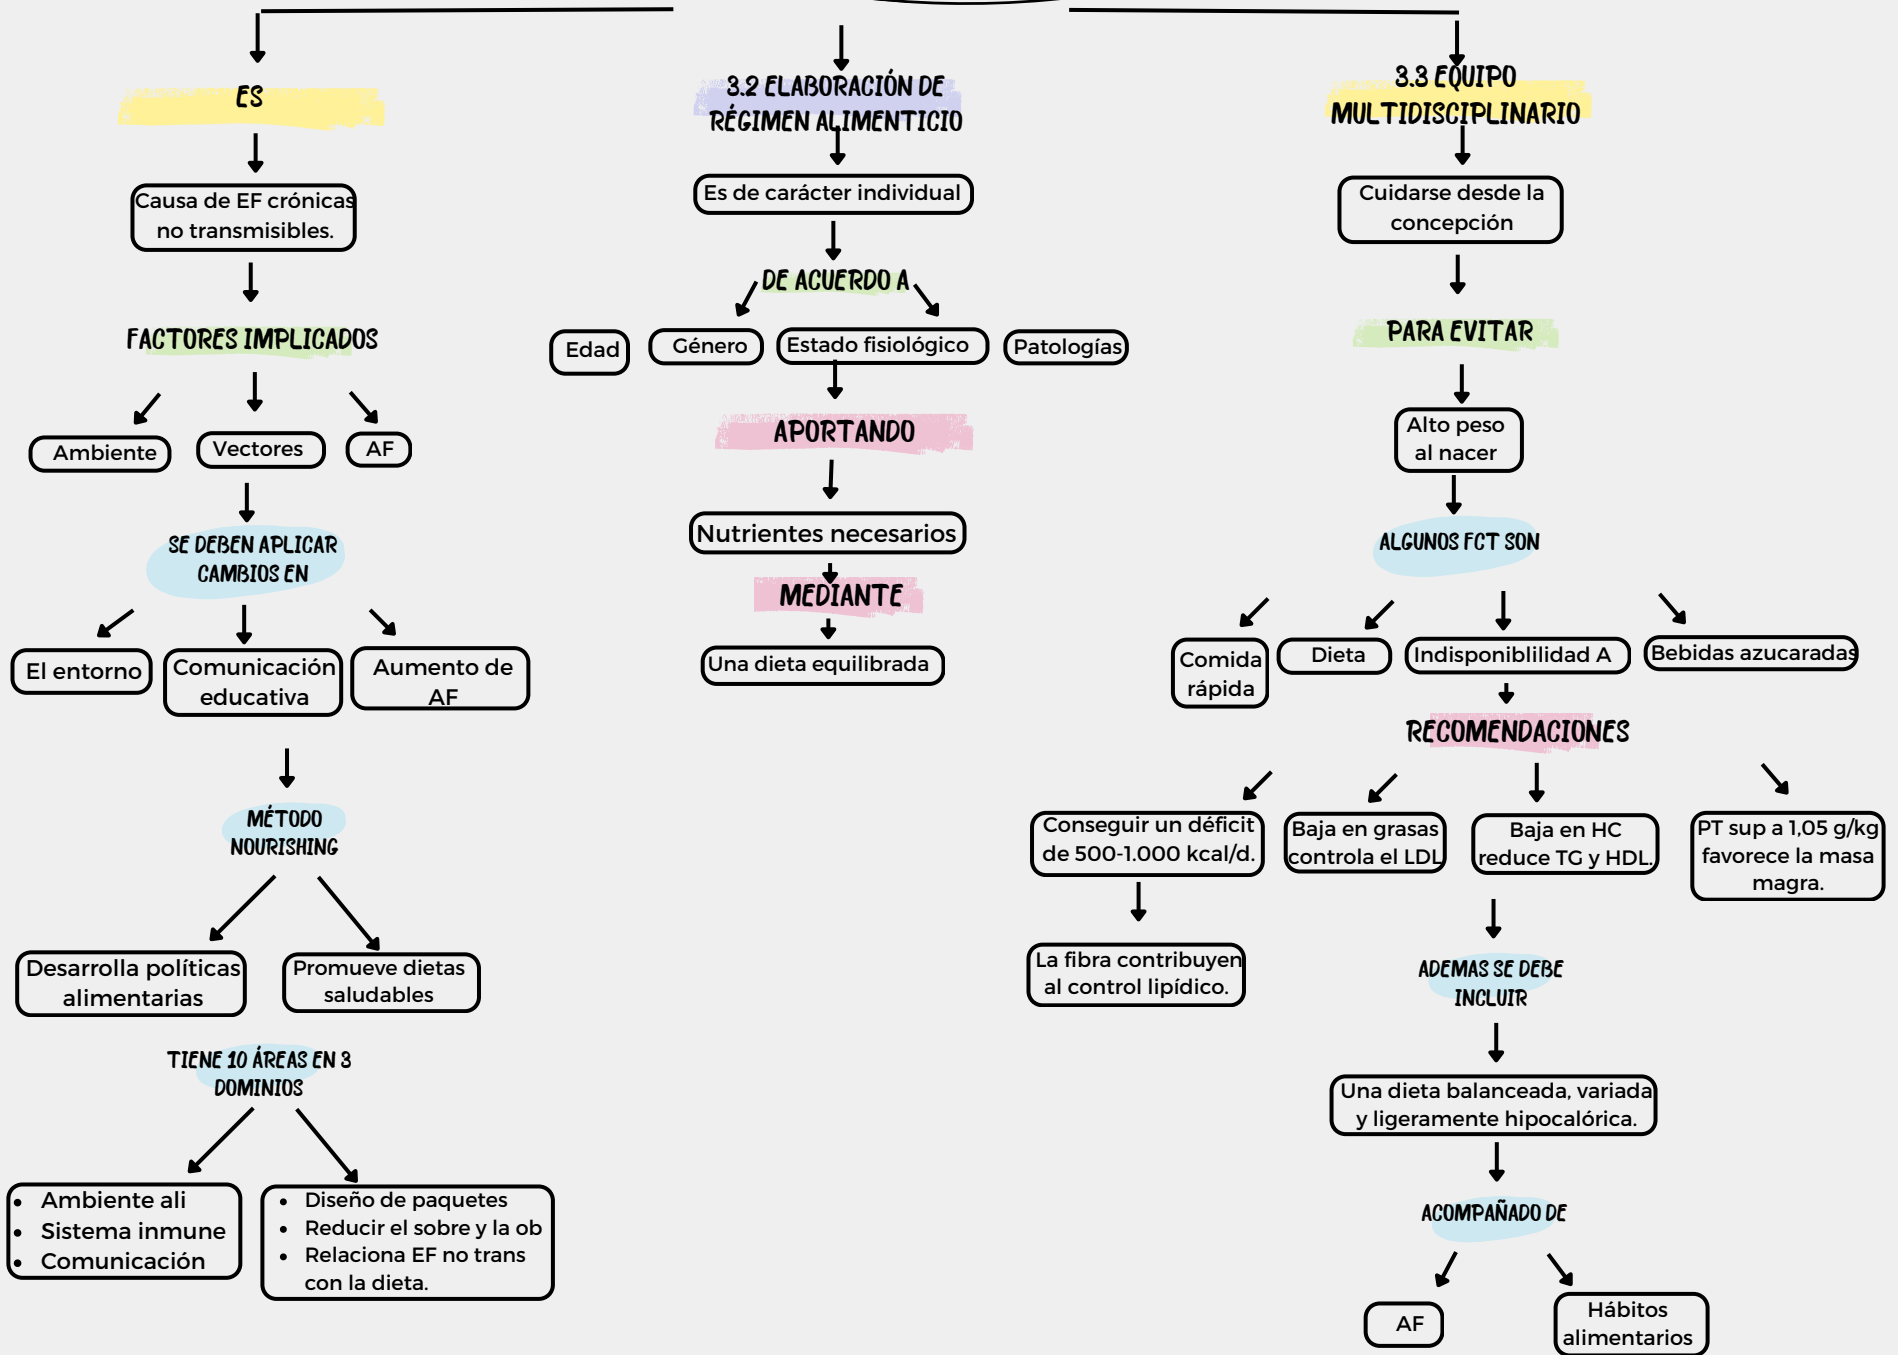 ES
Causa de EF crónicas
no transmisibles.
FACTORES IMPLICADOS
Ambiente
Vectores
AF
SE DEBEN APLICAR
CAMBIOS EN
El entorno
Comunicación
educativa
Aumento de
AF
MÉTODO
NOURISHING
Desarrolla políticas
alimentarias
Promueve dietas
saludables
TIENE 10 ÁREAS EN 3
DOMINIOS
• Ambiente ali
• Sistema inmune
• Comunicación
• Diseño de paquetes
• Reducir el sobre y la ob
• Relaciona EF no trans
con la dieta.
3.2 ELABORACIÓN DE
RÉGIMEN ALIMENTICIO
Es de carácter individual
DE ACUERDO A
Edad
Género
Estado fisiológico
Patologías
APORTANDO
Nutrientes necesarios
MEDIANTE
Una dieta equilibrada
3.3 EQUIPO
MULTIDISCIPLINARIO
Cuidarse desde la
concepción
PARA EVITAR
Alto peso
al nacer
ALGUNOS FCT SON
Comida
rápida
Dieta
Indisponiblilidad A
Bebidas azucaradas
RECOMENDACIONES
Conseguir un déficit
de 500-1.000 kcal/d.
Baja en grasas
controla el LDL
Baja en HC
reduce TG y HDL.
PT sup a 1,05 g/kg
favorece la masa
magra.
La fibra contribuyen
al control lipídico.
ADEMAS SE DEBE
INCLUIR
Una dieta balanceada, variada
y ligeramente hipocalórica.
ACOMPAÑADO DE
AF
Hábitos
alimentarios